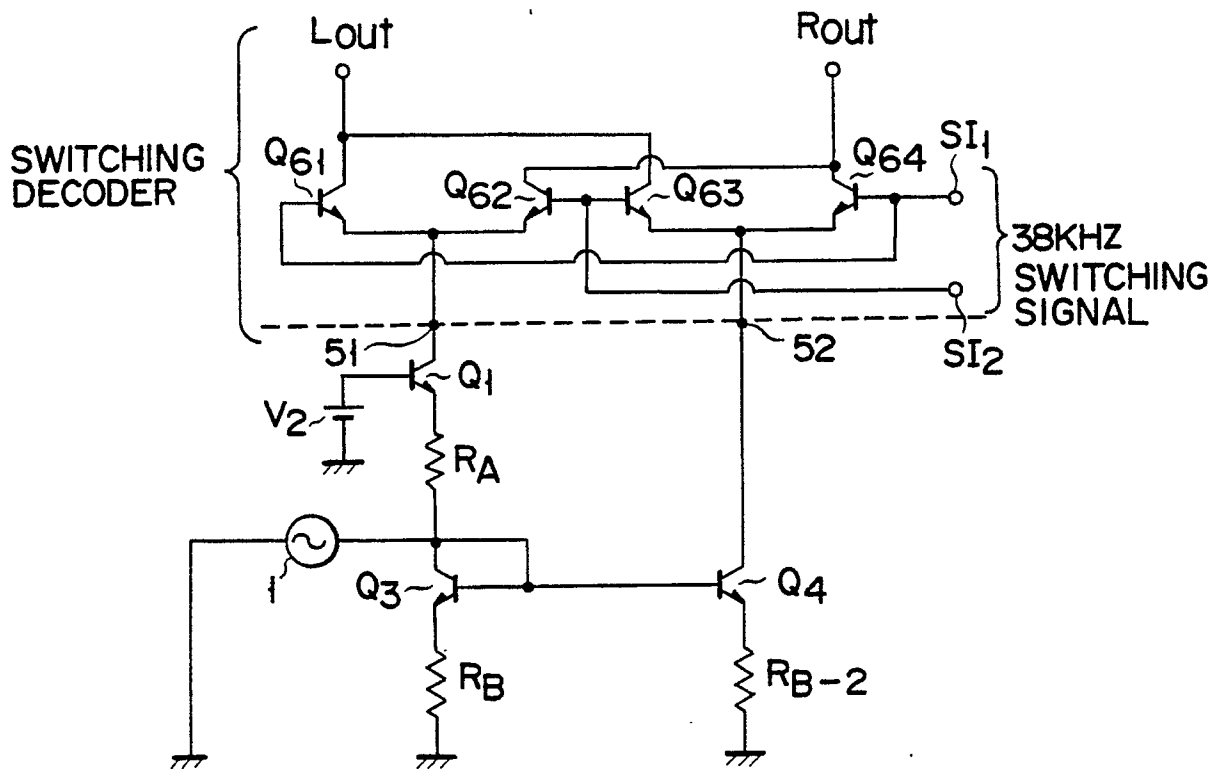 Lout
Rout
SWITCHING
DECODER
Q61
Q62
Q63
Q64
SI1
38KHZ
SWITCHING
SIGNAL
SI2
51
52
Q1
V2
RA
1
Q3
Q4
RB
RB-2